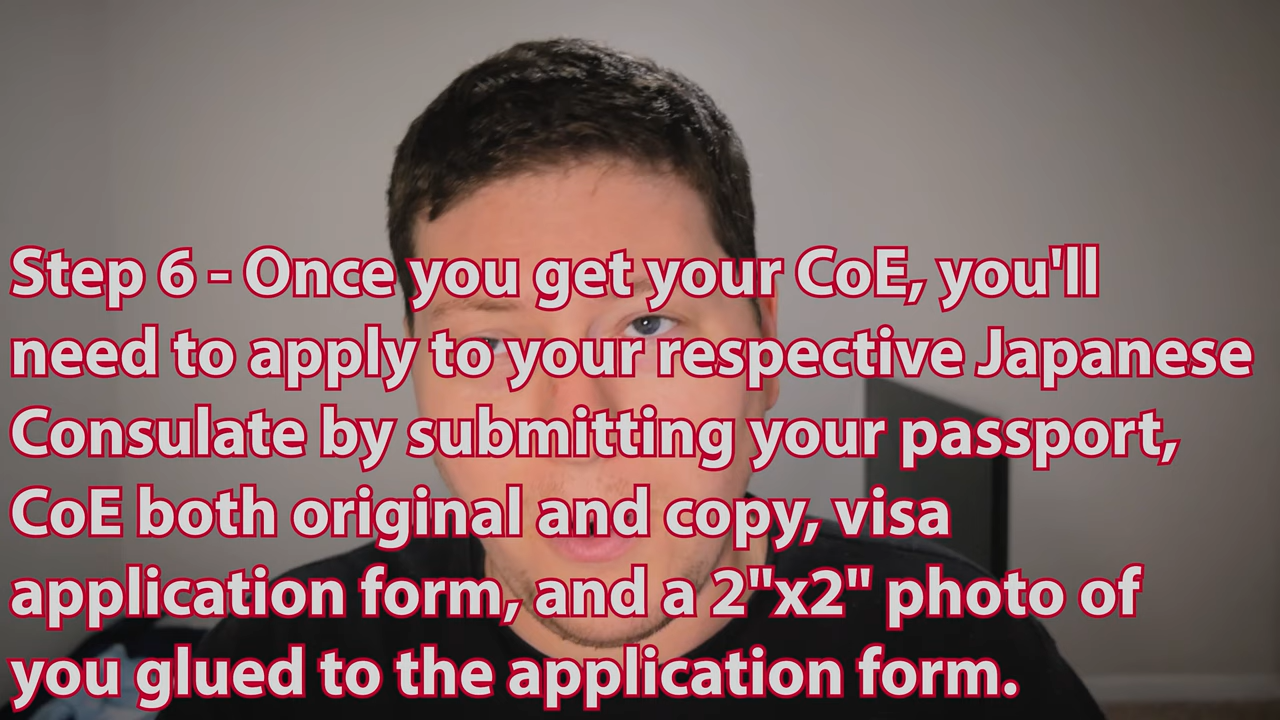 Step 6 - Once you get your CoE, you'll
need to apply to your respective Japanese
Consulate by submitting your passport,
CoE both original and copy, visa
application form, and a 2"x2" photo of
you glued to the application form.